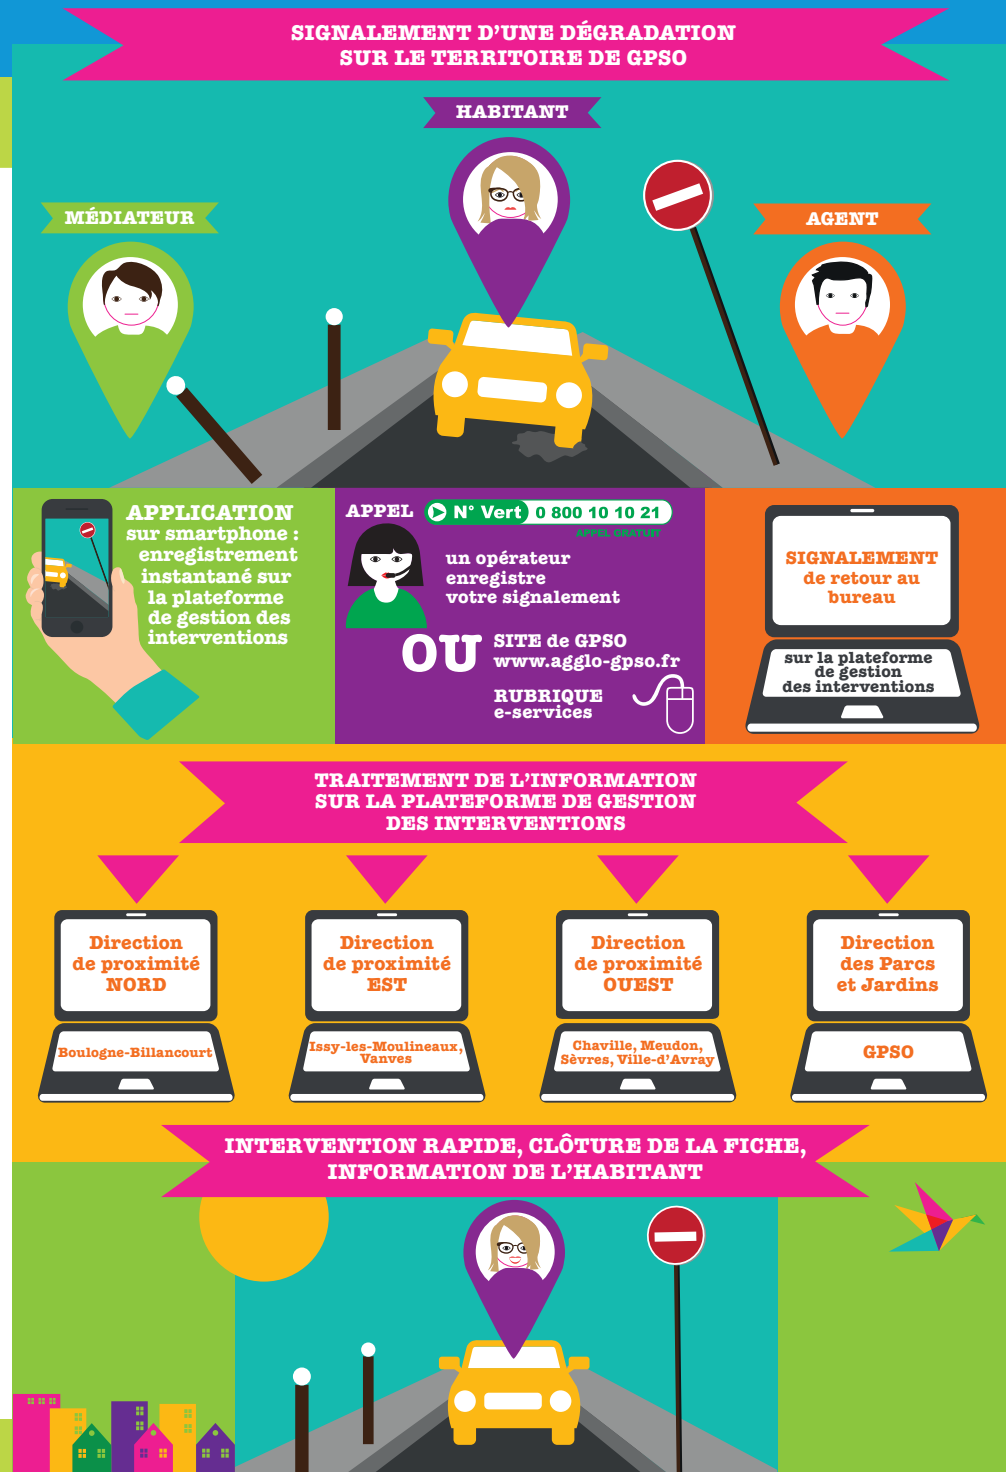 SIGNALEMENT D'UNE DÉGRADATION
SUR LE TERRITOIRE DE GPSO
HABITANT
MÉDIATEUR
AGENT
APPLICATION
sur smartphone :
enregistrement
instantané sur
la plateforme
de gestion des
interventions
APPEL
N° Vert 0 800 10 10 21
APPEL GRATUIT
un opérateur
enregistre
votre signalement
OU
SITE de GPSO
www.agglo-gpso.fr
RUBRIQUE
e-services
SIGNALEMENT
de retour au
bureau
sur la plateforme
de gestion
des interventions
TRAITEMENT DE L'INFORMATION
SUR LA PLATEFORME DE GESTION
DES INTERVENTIONS
Direction
de proximité
NORD
Boulogne-Billancourt
Direction
de proximité
EST
Issy-les-Moulineaux,
Vanves
Direction
de proximité
OUEST
Chaville, Meudon,
Sèvres, Ville-d'Avray
Direction
des Parcs
et Jardins
GPSO
INTERVENTION RAPIDE, CLÔTURE DE LA FICHE,
INFORMATION DE L'HABITANT